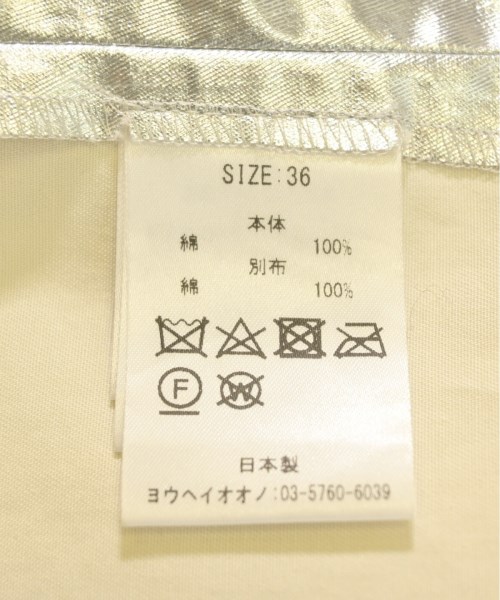 SIZE:36
本体
綿 100%
別布
綿 100%
F W
日本製
ヨウヘイオオノ:03-5760-6039